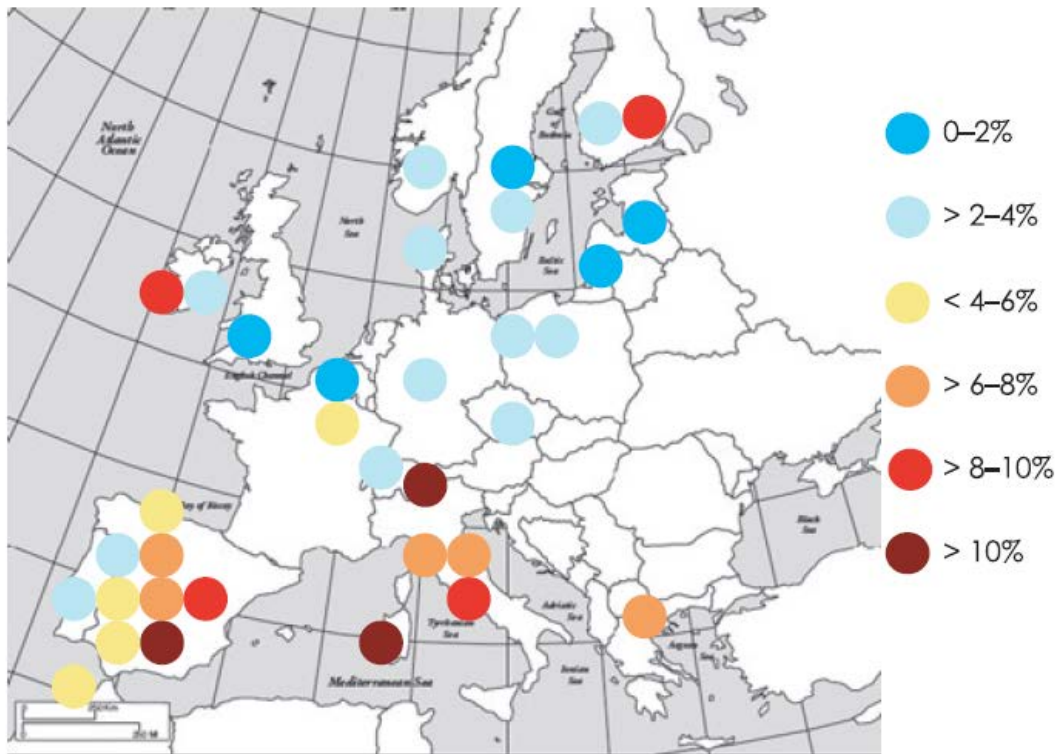 North
Atlantic
Ocean
Gulf
of
Bothnia
North
Sea
Baltic
Sea
English Channel
Bay of Biscay
Black
Sea
Adriatic
Sea
Tyrrhenian
Sea
Aegean
Sea
Ionian
Sea
Mediterranean Sea
0
0
0–2%
> 2–4%
< 4–6%
> 6–8%
> 8–10%
> 10%